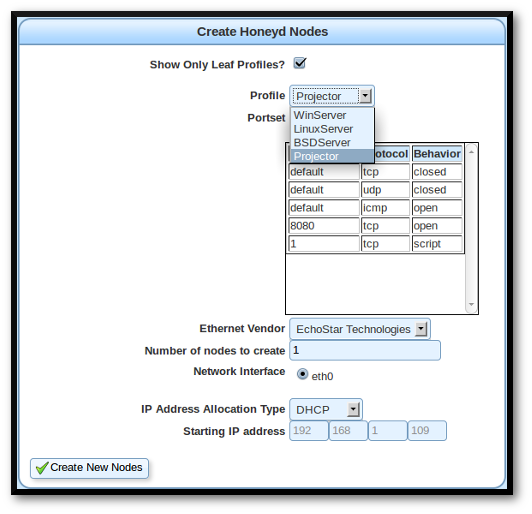 Create Honeyd Nodes
Show Only Leaf Profiles?
Profile Projector
Portset
WinServer
LinuxServer
BSDServer
Projector
Behavior
default tcp closed
default udp closed
default icmp open
8080 tcp open
1 tcp script
Ethernet Vendor EchoStar Technologies
Number of nodes to create 1
Network Interface eth0
IP Address Allocation Type DHCP
Starting IP address 192 168 1 109
Create New Nodes